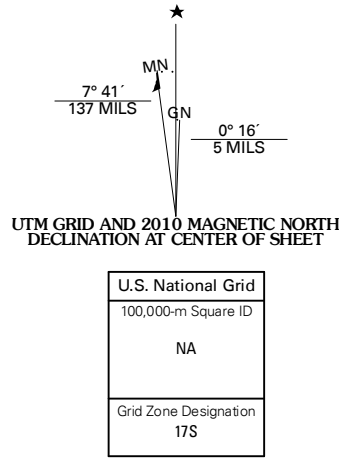 ★
MN
7° 41´
137 MILS
GN
0° 16´
5 MILS
UTM GRID AND 2010 MAGNETIC NORTH
DECLINATION AT CENTER OF SHEET
U.S. National Grid
100,000-m Square ID
NA
Grid Zone Designation
17S